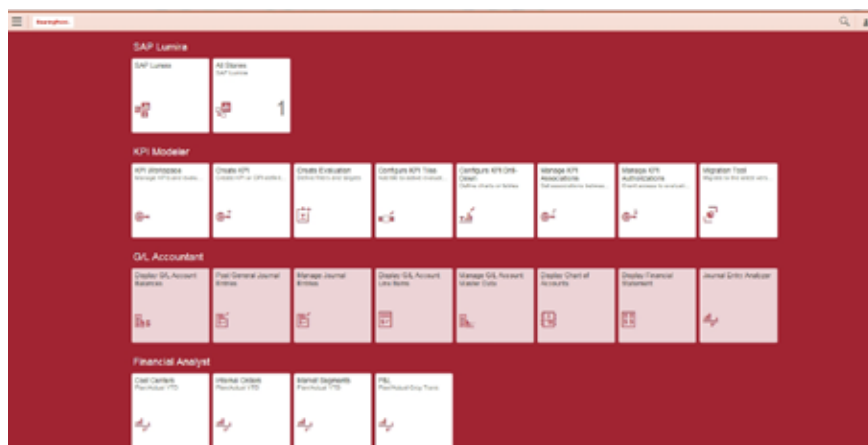 SAP Lumira
SAP Lumira
All Stories
SAP Lumira
1
KPI Modeler
KPI Workspace
Create KPI
Create Evaluation
Define filters and targets
Configure KPI Tiles
Configure KPI Drill-
Down
Define charts or tables
Manage KPI
Associations
Manage KPI
Authorizations
Migration Tool
G/L Accountant
Display G/L Account
Balances
Post General Journal
Entries
Manage Journal
Entries
Display G/L Account
Line Items
Manage G/L Account
Master Data
Display Chart of
Accounts
Display Financial
Statement
Journal Entry Analyzer
Financial Analyst
Cost Centers
Plan/Actual YTD
Internal Orders
Plan/Actual YTD
Market Segments
Plan/Actual YTD
P&L